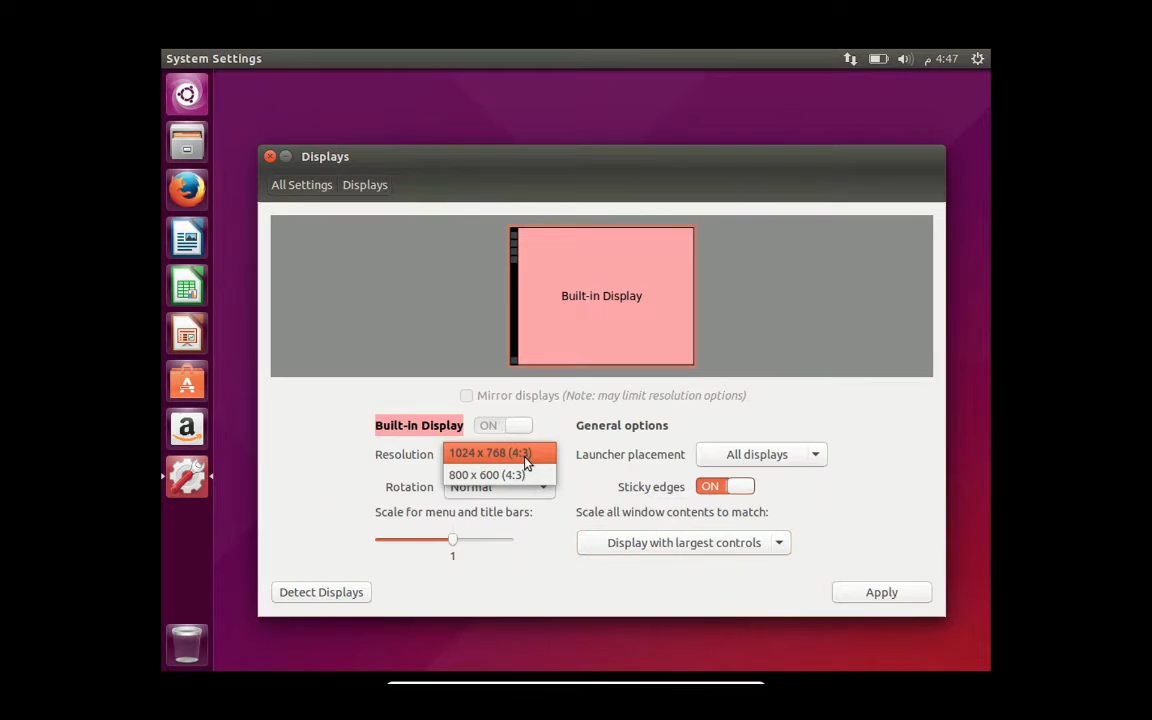 System Settings
م 4:47
Displays
All Settings Displays
Built-in Display
Mirror displays (Note: may limit resolution options)
Built-in Display ON
General options
Resolution 1024 x 768 (4:3)
800 x 600 (4:3)
Launcher placement All displays
Rotation Normal
Sticky edges ON
Scale for menu and title bars:
1
Scale all window contents to match:
Display with largest controls
Detect Displays
Apply